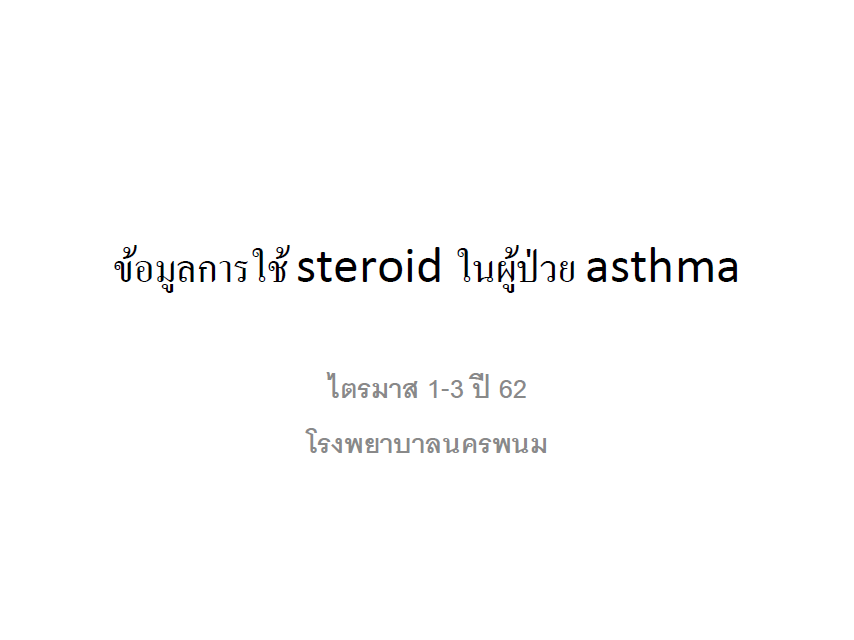 ข้อมูลการใช้ steroid ในผู้ป่วย asthma
ไตรมาส 1-3 ปี 62
โรงพยาบาลนครพนม